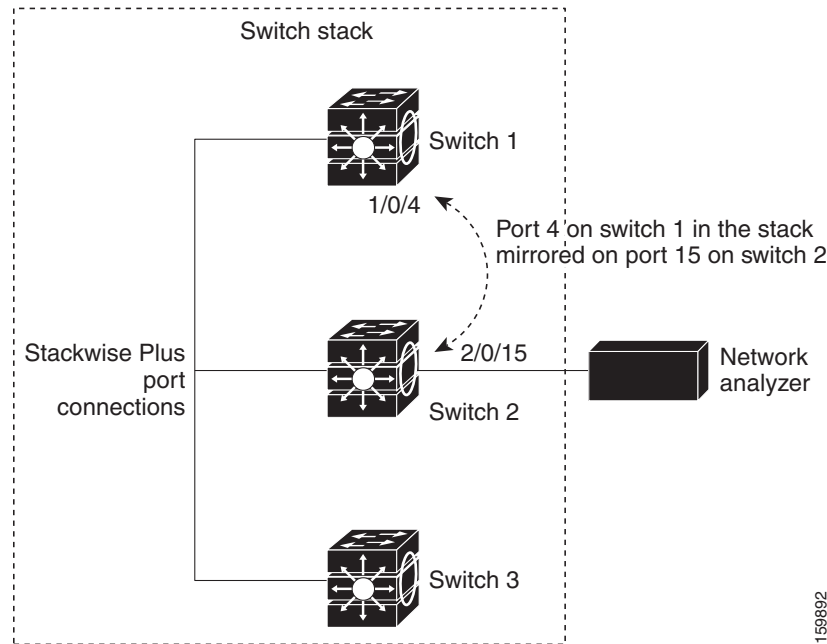 Switch stack
Switch 1
1/0/4
Port 4 on switch 1 in the stack
mirrored on port 15 on switch 2
Stackwise Plus
port
connections
2/0/15
Switch 2
Network
analyzer
Switch 3
159892